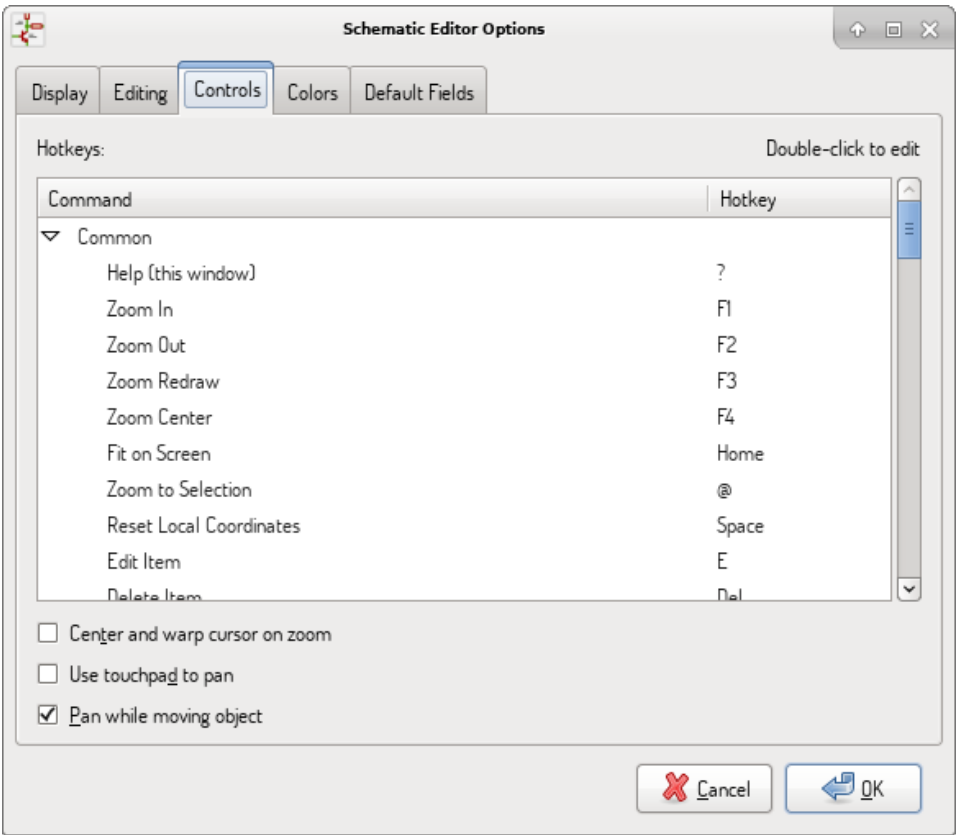 Schematic Editor Options
Display Editing Controls Colors Default Fields
Hotkeys: Double-click to edit
Command Hotkey
Common
Help (this window) ?
Zoom In F1
Zoom Out F2
Zoom Redraw F3
Zoom Center F4
Fit on Screen Home
Zoom to Selection @
Reset Local Coordinates Space
Edit Item E
Delete Item Del
Center and warp cursor on zoom
Use touchpad to pan
Pan while moving object
Cancel OK